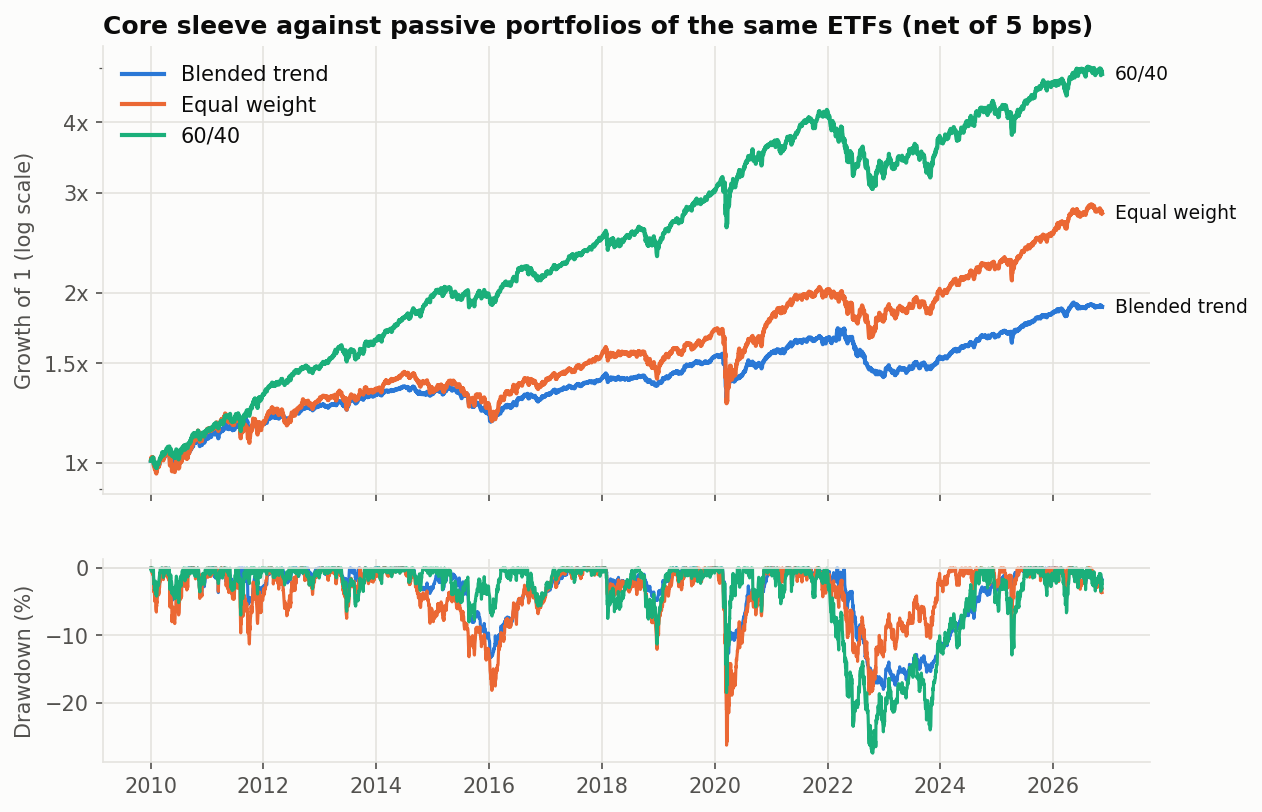 Core sleeve against passive portfolios of the same ETFs (net of 5 bps)
Growth of 1 (log scale)
4x
3x
2x
1.5x
1x
Blended trend
Equal weight
60/40
60/40
Equal weight
Blended trend
Drawdown (%)
0
−10
−20
2010 2012 2014 2016 2018 2020 2022 2024 2026